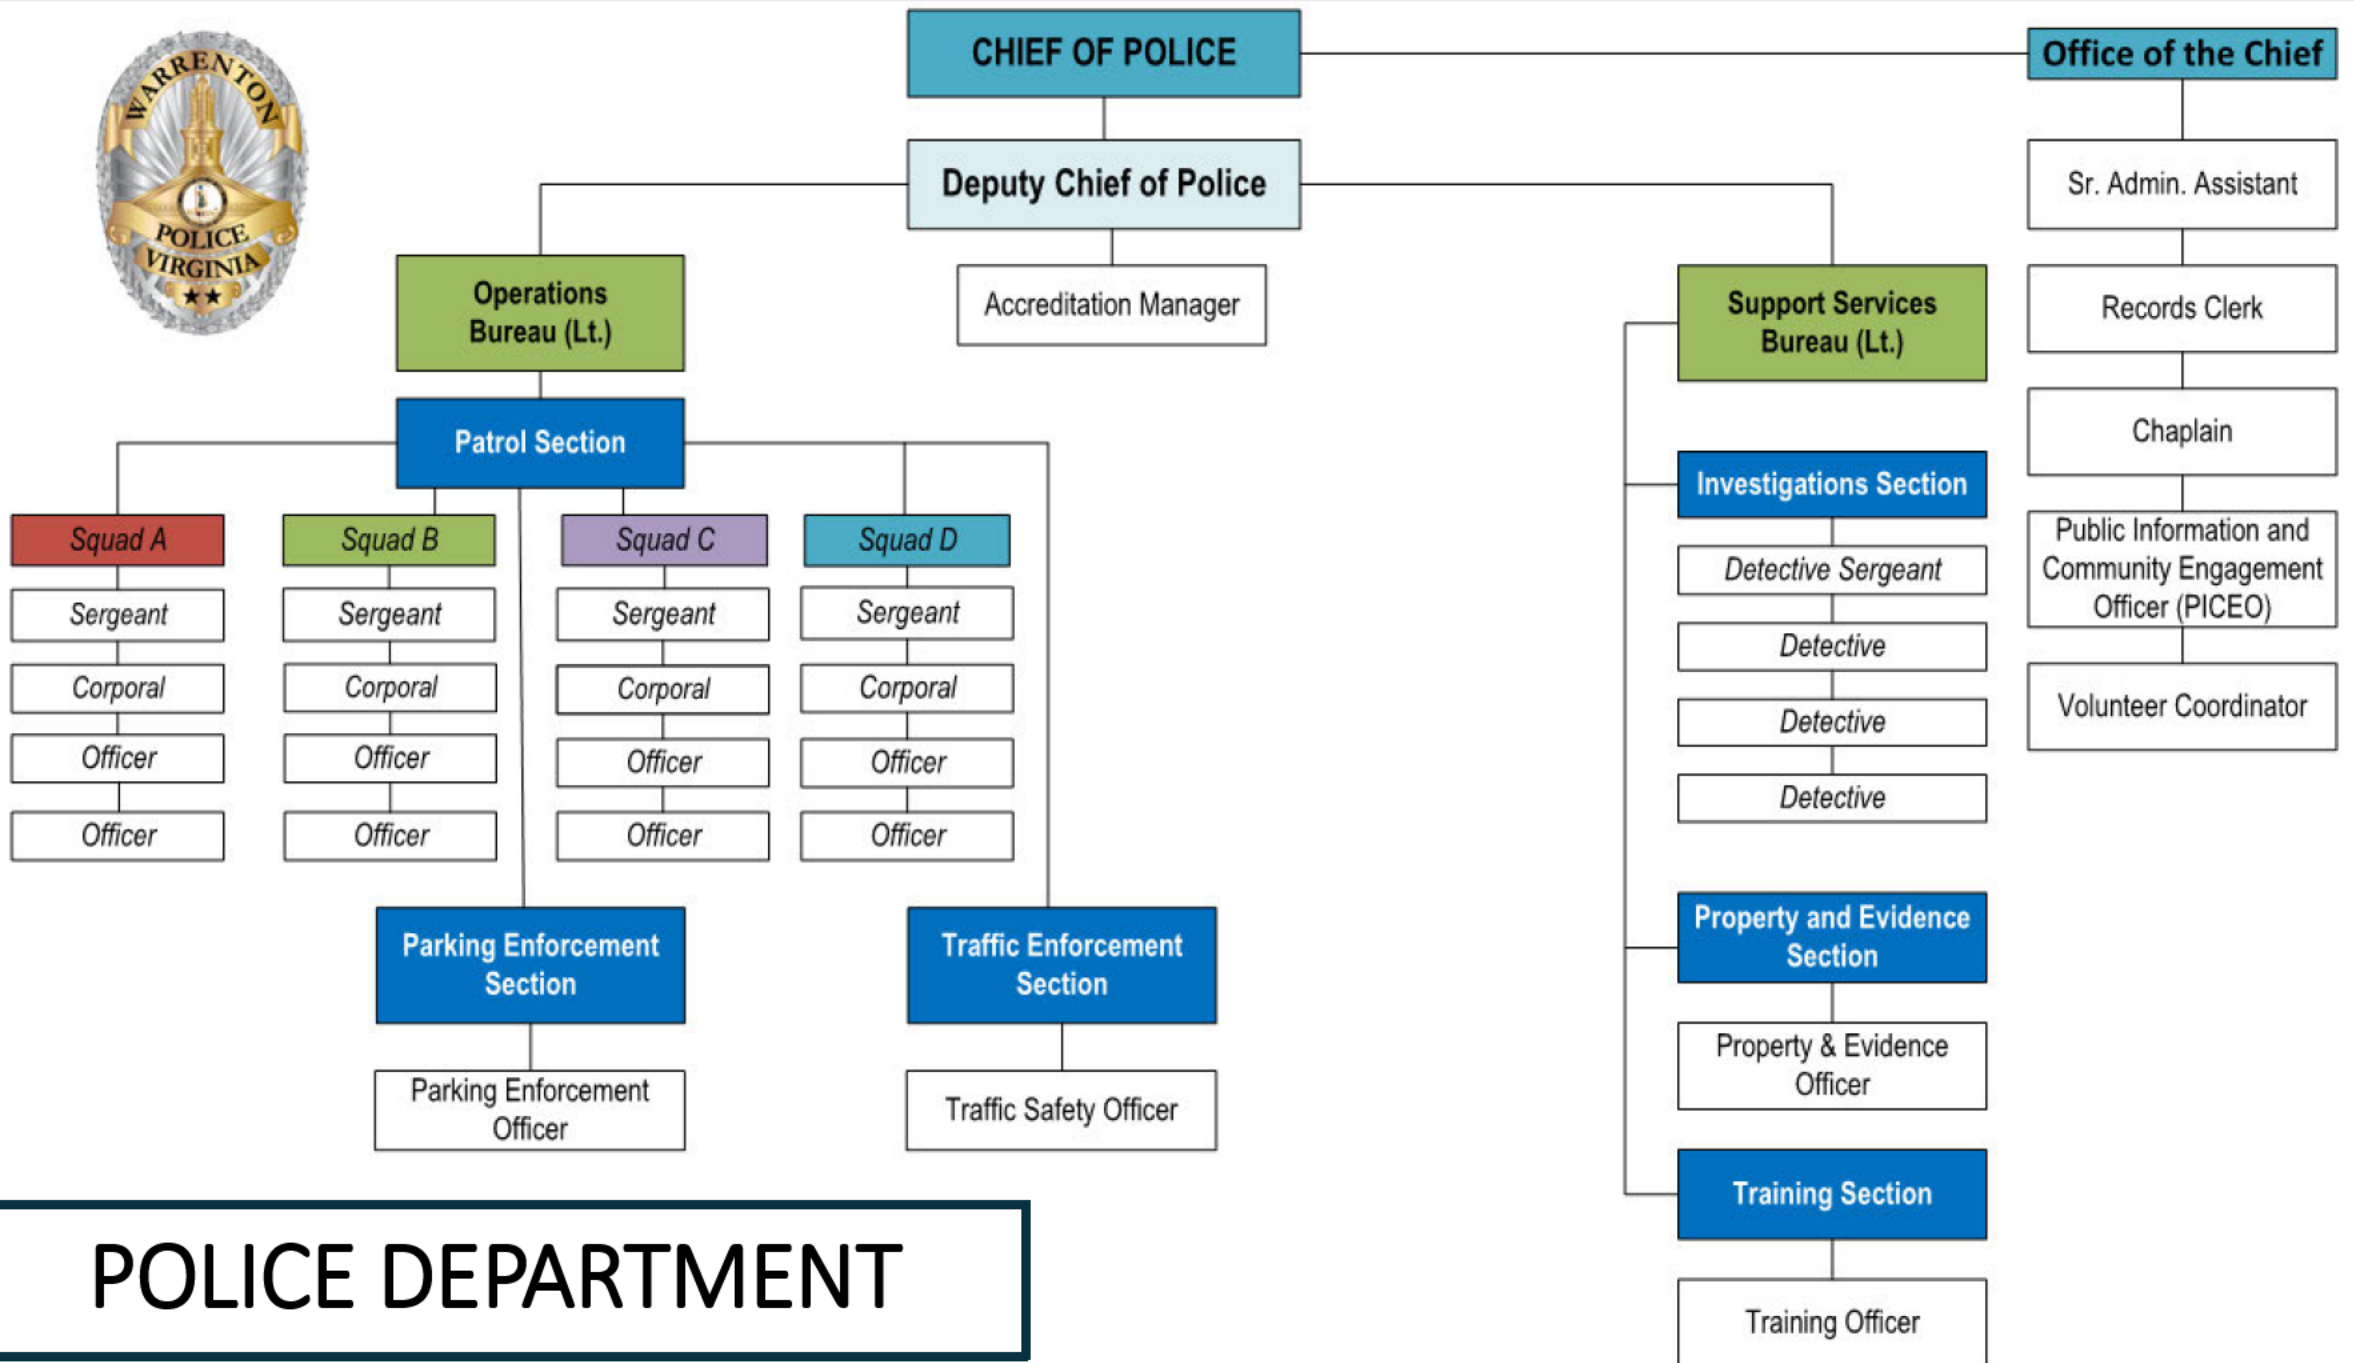 WARRENTON
POLICE
VIRGINIA
CHIEF OF POLICE
Office of the Chief
Deputy Chief of Police
Sr. Admin. Assistant
Records Clerk
Chaplain
Public Information and
Community Engagement
Officer (PICEO)
Volunteer Coordinator
Accreditation Manager
Operations
Bureau (Lt.)
Patrol Section
Squad A
Sergeant
Corporal
Officer
Officer
Squad B
Sergeant
Corporal
Officer
Officer
Squad C
Sergeant
Corporal
Officer
Officer
Squad D
Sergeant
Corporal
Officer
Officer
Parking Enforcement
Section
Parking Enforcement
Officer
Traffic Enforcement
Section
Traffic Safety Officer
Support Services
Bureau (Lt.)
Investigations Section
Detective Sergeant
Detective
Detective
Detective
Property and Evidence
Section
Property & Evidence
Officer
Training Section
Training Officer
POLICE DEPARTMENT